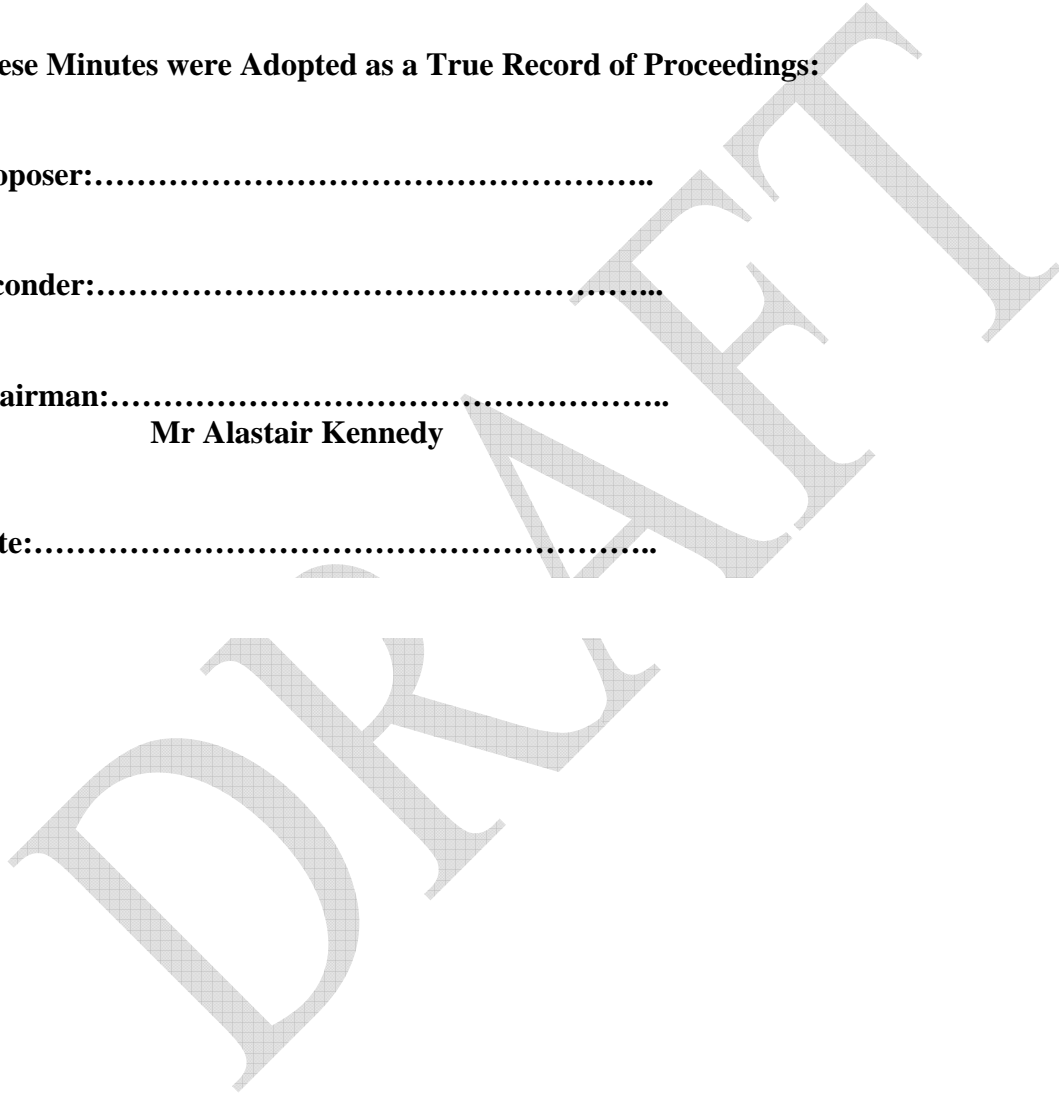 ese Minutes were Adopted as a True Record of Proceedings:
oposer:……………………………………………..
conder:……………………………………………...
airman:……………………………………………..
Mr Alastair Kennedy
te:…………………………………………………..
DRAFT